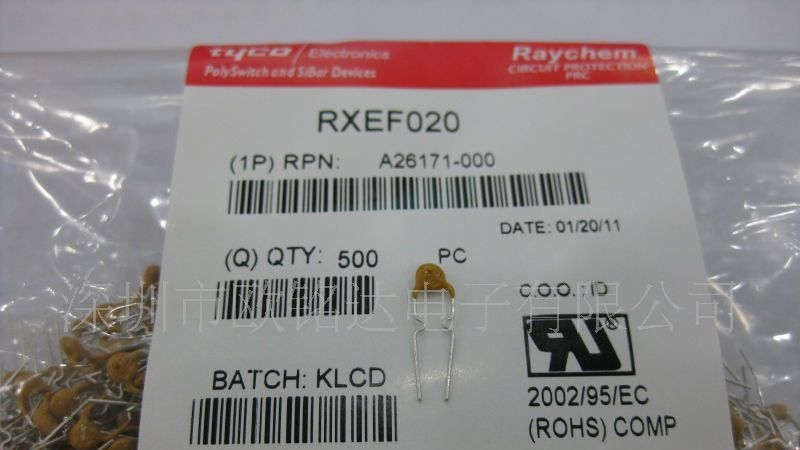 tyco / Electronics
PolySwitch and SiBar Devices
Raychem
CIRCUIT PROTECTION
PRC
RXEF020
(1P) RPN: A26171-000
DATE: 01/20/11
(Q) QTY: 500 PC
C.O.O. ID
深圳市欧铭达电子有限公司
BATCH: KLCD
2002/95/EC
(ROHS) COMP